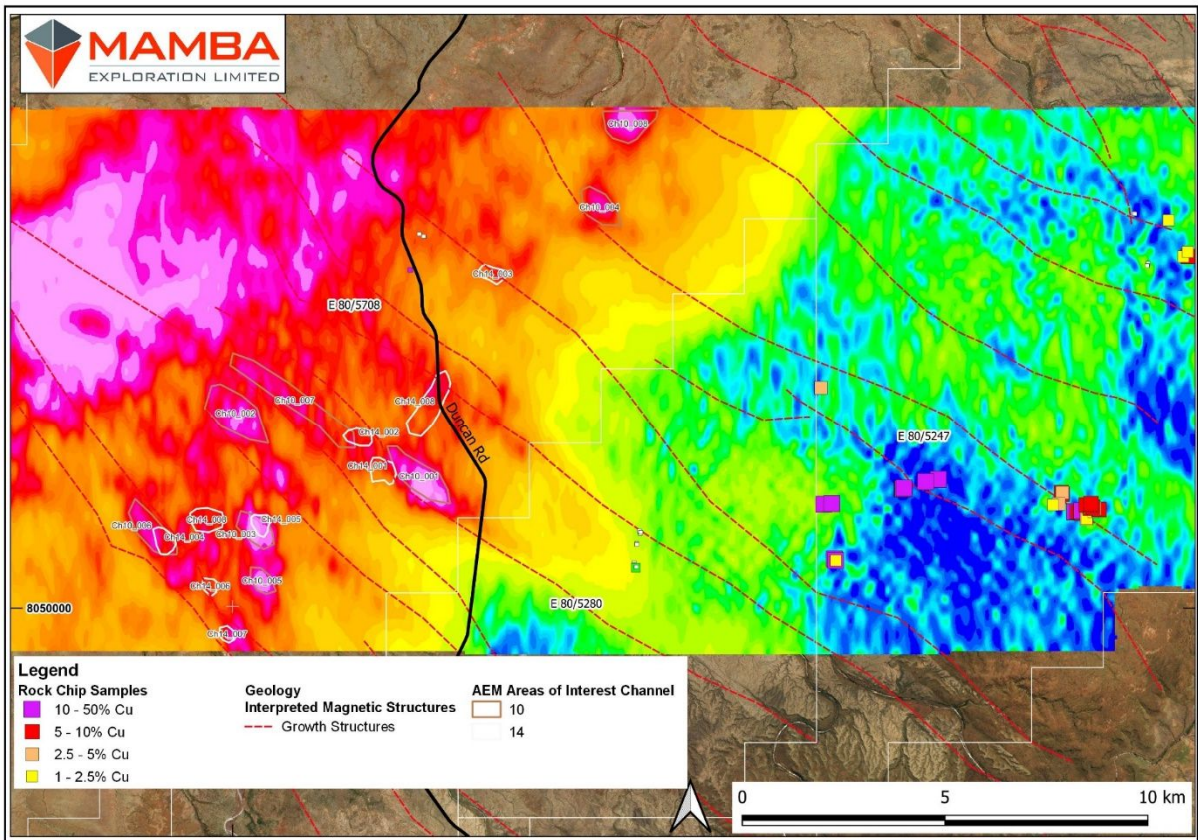 MAMBA
EXPLORATION LIMITED
Ch10_008
Ch10_004
Ch14_003
E 80/5708
Ch10_007
Ch10_002
Ch14_008
Duncan Rd
Ch14_002
Ch14_001
Ch10_001
E 80/5247
Ch10_006
Ch14_005
Ch10_003
Ch14_004
Ch10_005
Ch14_006
Ch14_007
8050000
E 80/5280
Legend
Rock Chip Samples
10 - 50% Cu
5 - 10% Cu
2.5 - 5% Cu
1 - 2.5% Cu
Geology
Interpreted Magnetic Structures
Growth Structures
AEM Areas of Interest Channel
10
14
0 5 10 km